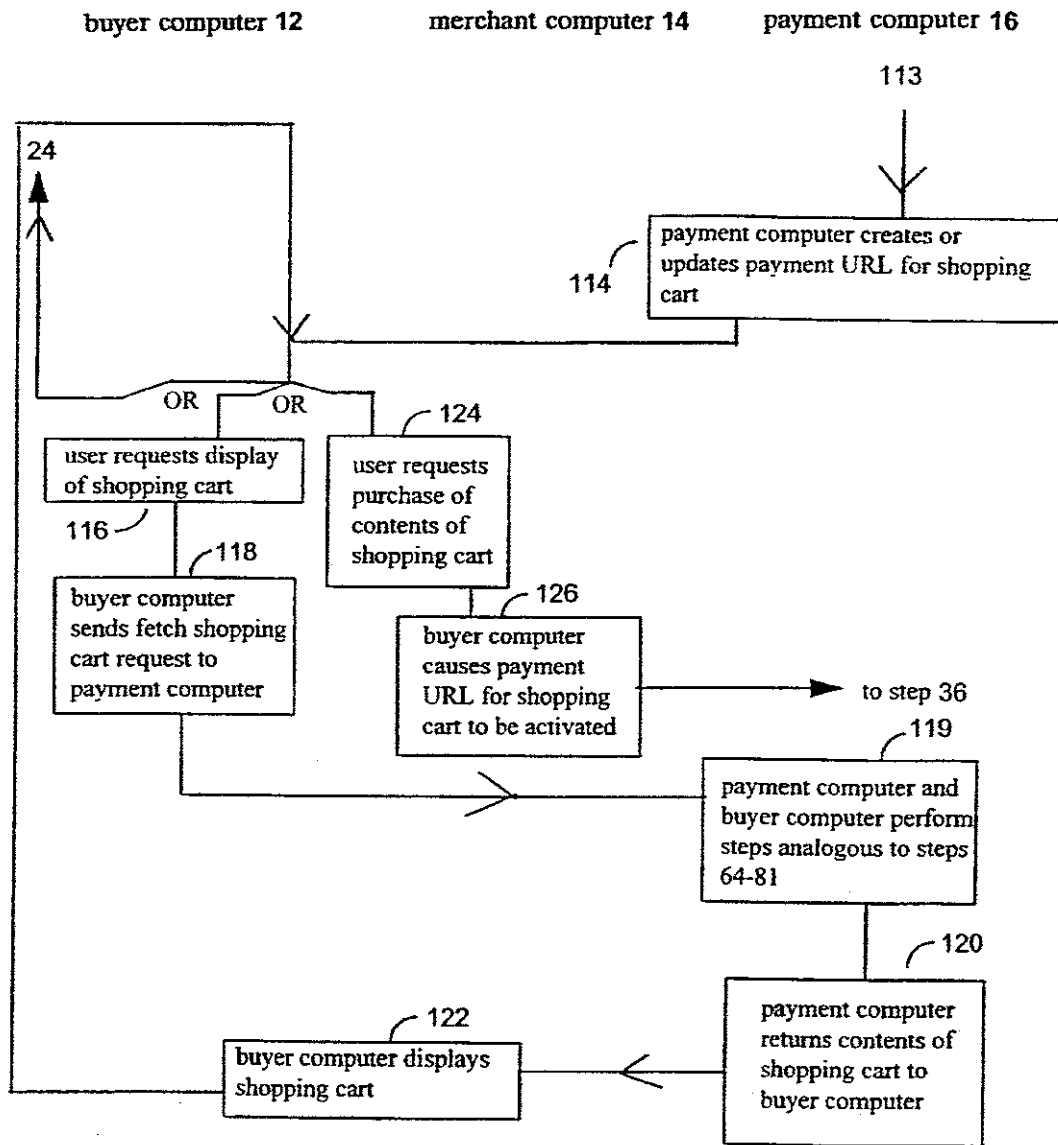 buyer computer 12 merchant computer 14 payment computer 16
113
24
payment computer creates or
updates payment URL for shopping
cart
114
OR
OR
124
user requests display
of shopping cart
116
user requests
purchase of
contents of
shopping cart
118
buyer computer
sends fetch shopping
cart request to
payment computer
126
buyer computer
causes payment
URL for shopping
cart to be activated
to step 36
119
payment computer and
buyer computer perform
steps analogous to steps
64-81
120
payment computer
returns contents of
shopping cart to
buyer computer
122
buyer computer displays
shopping cart